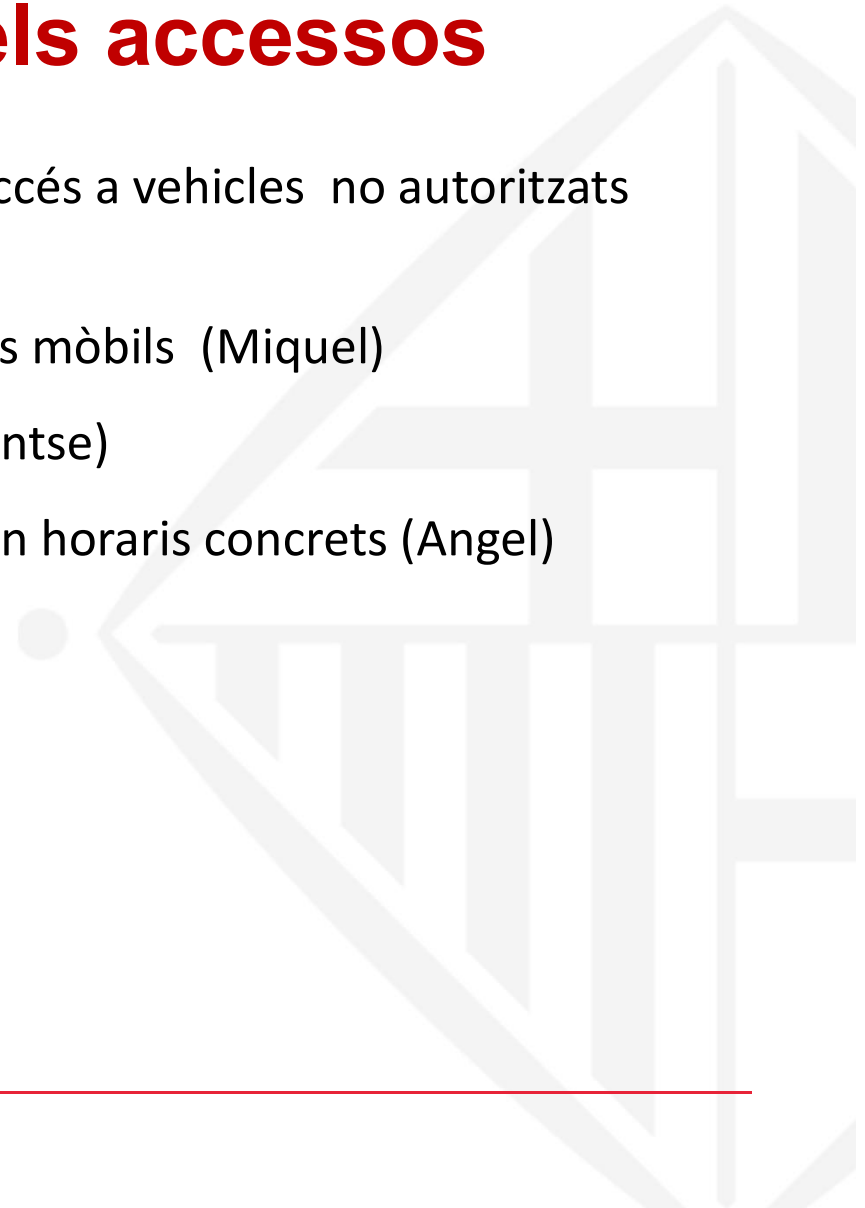 els accessos
ccés a vehicles  no autoritzats
s mòbils  (Miquel)
ntse)
n horaris concrets (Angel)